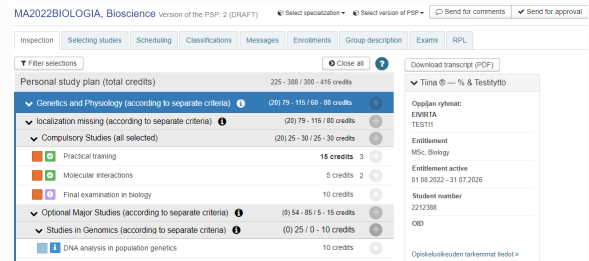 MA2022BIOLOGIA, Bioscience Version of the PSP: 2 (DRAFT) Select specialization Select version of PSP Send for comments Send for approval
Inspection Selecting studies Scheduling Classifications Messages Enrollments Group description Exams RPL
Filter selections Close all ?
Personal study plan (total credits) 225 - 388 / 300 - 416 credits
Genetics and Physiology (according to separate criteria) (20) 79 - 115 / 60 - 80 credits
localization missing (according to separate criteria) (20) 79 - 115 / 80 credits
Compulsory Studies (all selected) (20) 25 - 30 / 25 - 30 credits
Practical training 15 credits 3
Molecular interactions 5 credits 2
Final examination in biology 10 credits
Optional Major Studies (according to separate criteria) (0) 54 - 85 / 5 - 15 credits
Studies in Genomics (according to separate criteria) (0) 25 / 0 - 10 credits
DNA analysis in population genetics 10 credits
Download transcript (PDF)
Tiina ® — % & Testityttö
Oppijan ryhmät:
EIVIRTA
TESTI1
Entitlement
MSc, Biology
Entitlement active
01.08.2022 - 31.07.2026
Student number
2212388
OID
Opiskeluoikeuden tarkemmat tiedot »